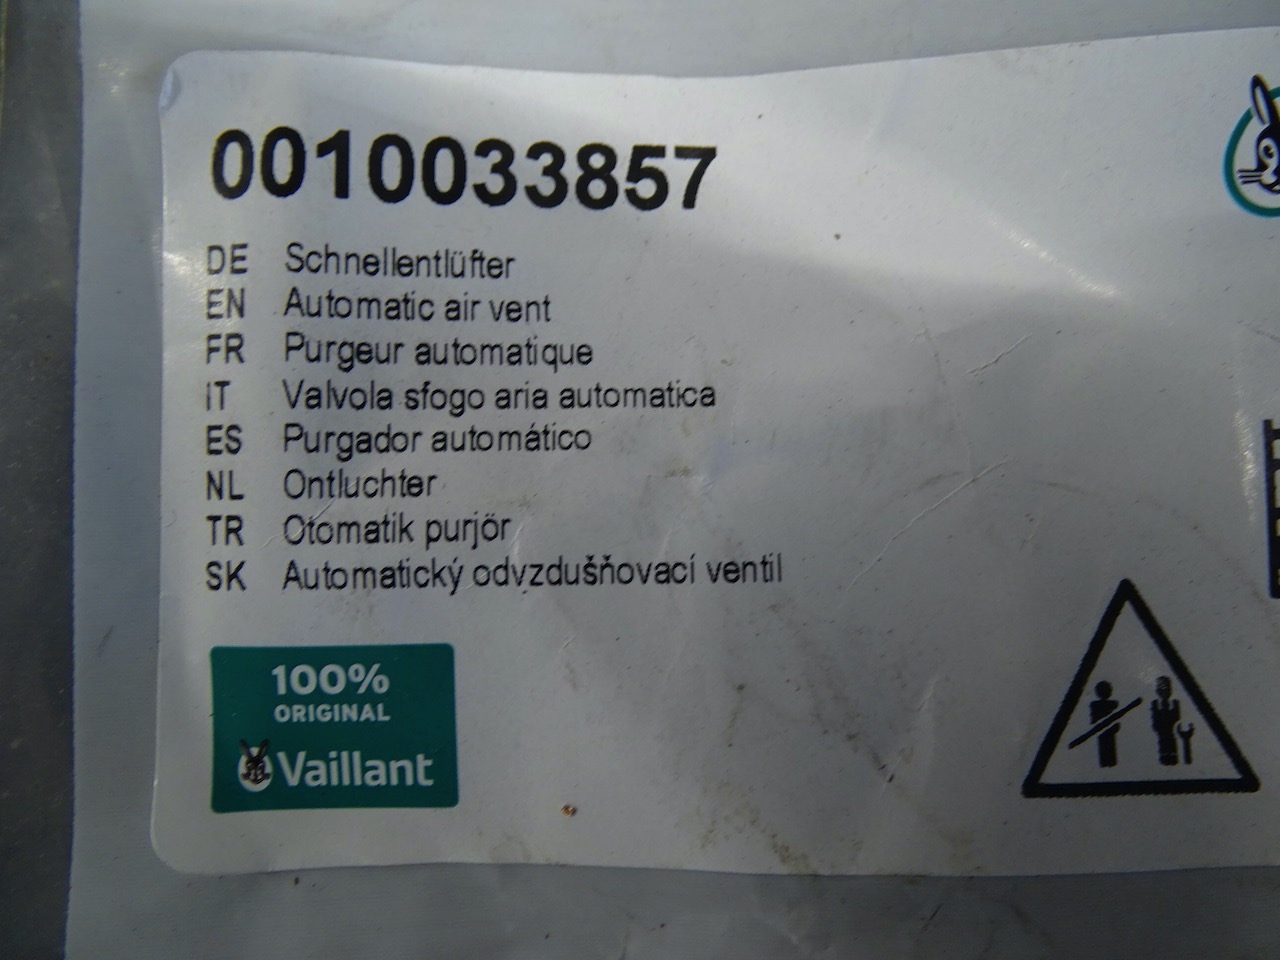 0010033857
DE Schnellentlüfter
EN Automatic air vent
FR Purgeur automatique
IT Valvola sfogo aria automatica
ES Purgador automático
NL Ontluchter
TR Otomatik purjör
SK Automatický odvzdušňovací ventil
100%
ORIGINAL
Vaillant